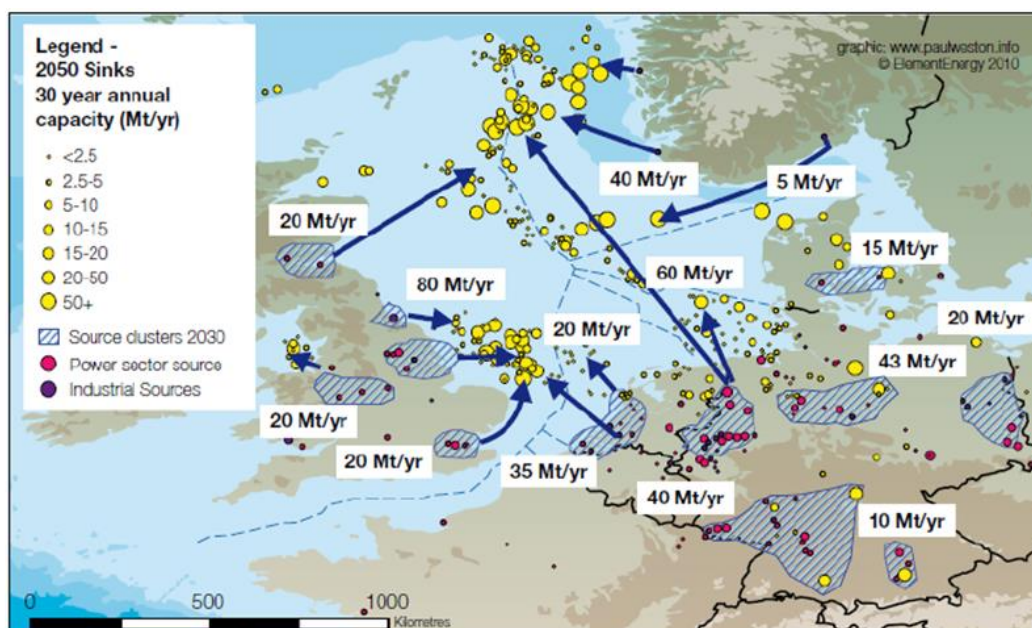 Legend -
2050 Sinks
30 year annual
capacity (Mt/yr)
<2.5
2.5-5
5-10
10-15
15-20
20-50
50+
Source clusters 2030
Power sector source
Industrial Sources
graphic: www.paulweston.info
© ElementEnergy 2010
40 Mt/yr
5 Mt/yr
20 Mt/yr
15 Mt/yr
80 Mt/yr
60 Mt/yr
20 Mt/yr
20 Mt/yr
43 Mt/yr
20 Mt/yr
20 Mt/yr
35 Mt/yr
40 Mt/yr
10 Mt/yr
0 500 1000
Kilometres